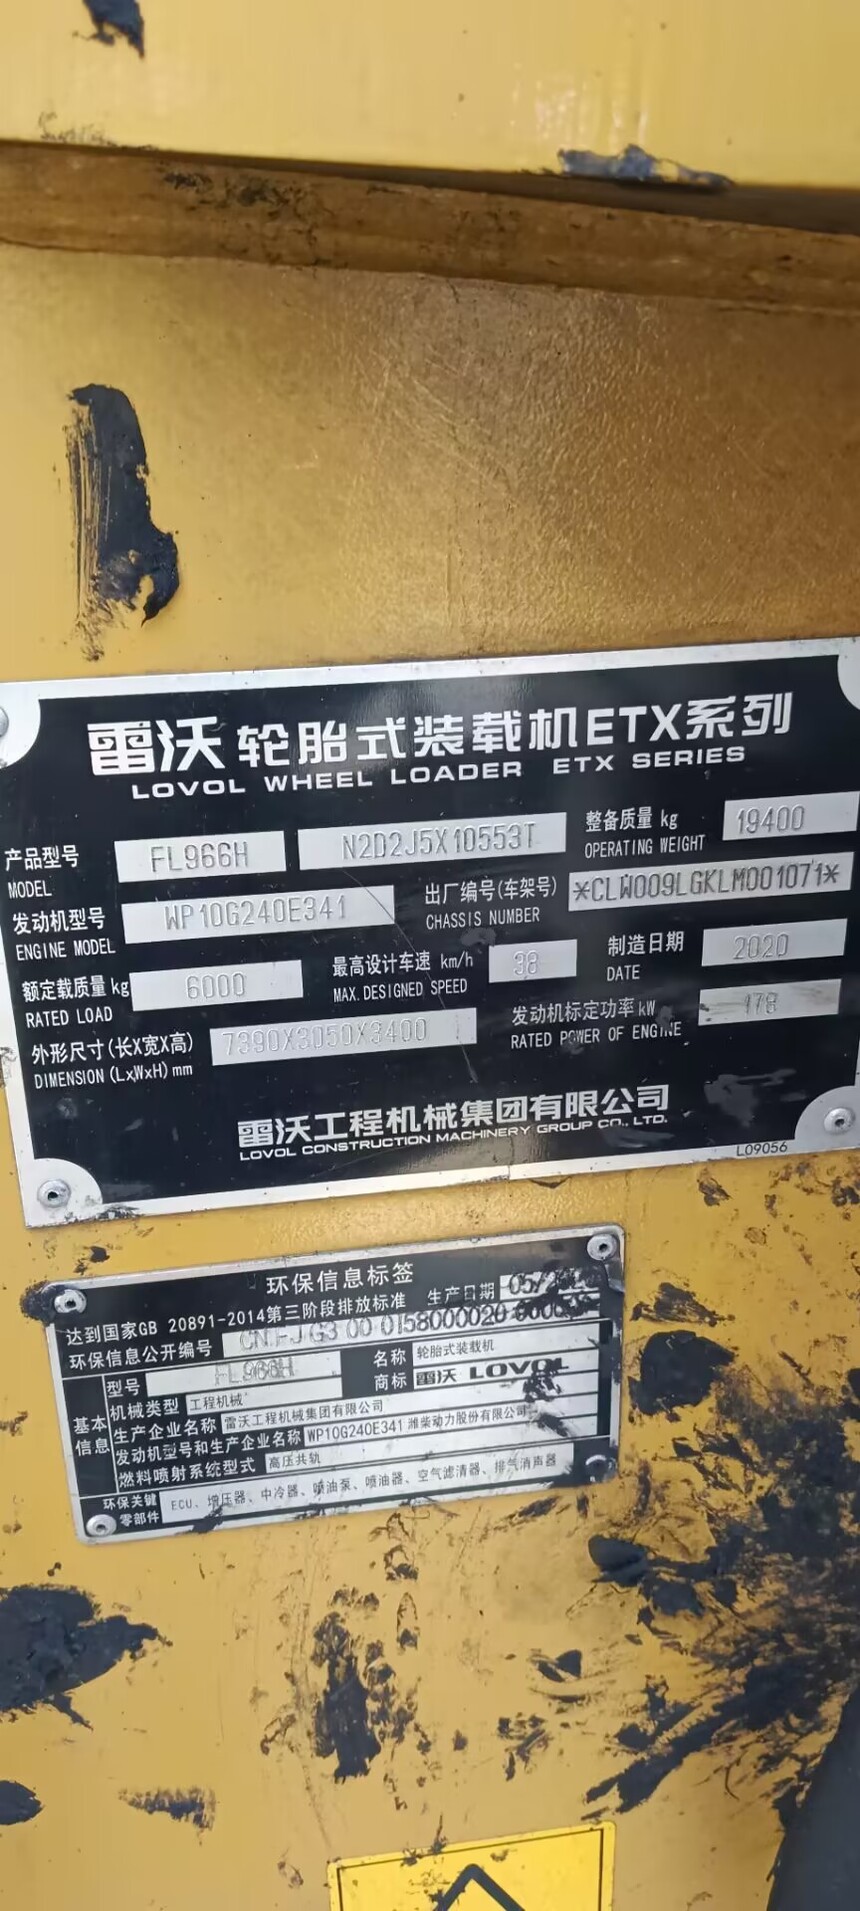 雷沃轮胎式装载机ETX系列
LOVOL WHEEL LOADER ETX SERIES
产品型号 FL966H N2D2J5X10553T 整备质量 kg 19400
MODEL OPERATING WEIGHT
发动机型号 WP10G240E341 出厂编号(车架号) *CLW009LGKLM001071*
ENGINE MODEL CHASSIS NUMBER
额定载质量 kg 6000 最高设计车速 km/h 38 制造日期 2020
RATED LOAD MAX.DESIGNED SPEED DATE
外形尺寸(长X宽X高) 7390X3050X3400 发动机标定功率 kW 178
DIMENSION (LxWxH) mm RATED POWER OF ENGINE
雷沃工程机械集团有限公司
LOVOL CONSTRUCTION MACHINERY GROUP CO., LTD.
L09056
环保信息标签
达到国家GB 20891-2014第三阶段排放标准 生产日期 05/
环保信息公开编号 CN FJ G3 00 0158000020
基本信息
型号 FL966H 名称 轮胎式装载机
机械类型 工程机械 商标 雷沃 LOVOL
生产企业名称 雷沃工程机械集团有限公司
发动机型号和生产企业名称 WP10G240E341 潍柴动力股份有限公司
燃料喷射系统型式 高压共轨
环保关键零部件 ECU、增压器、中冷器、喷油泵、喷油器、空气滤清器、排气消声器